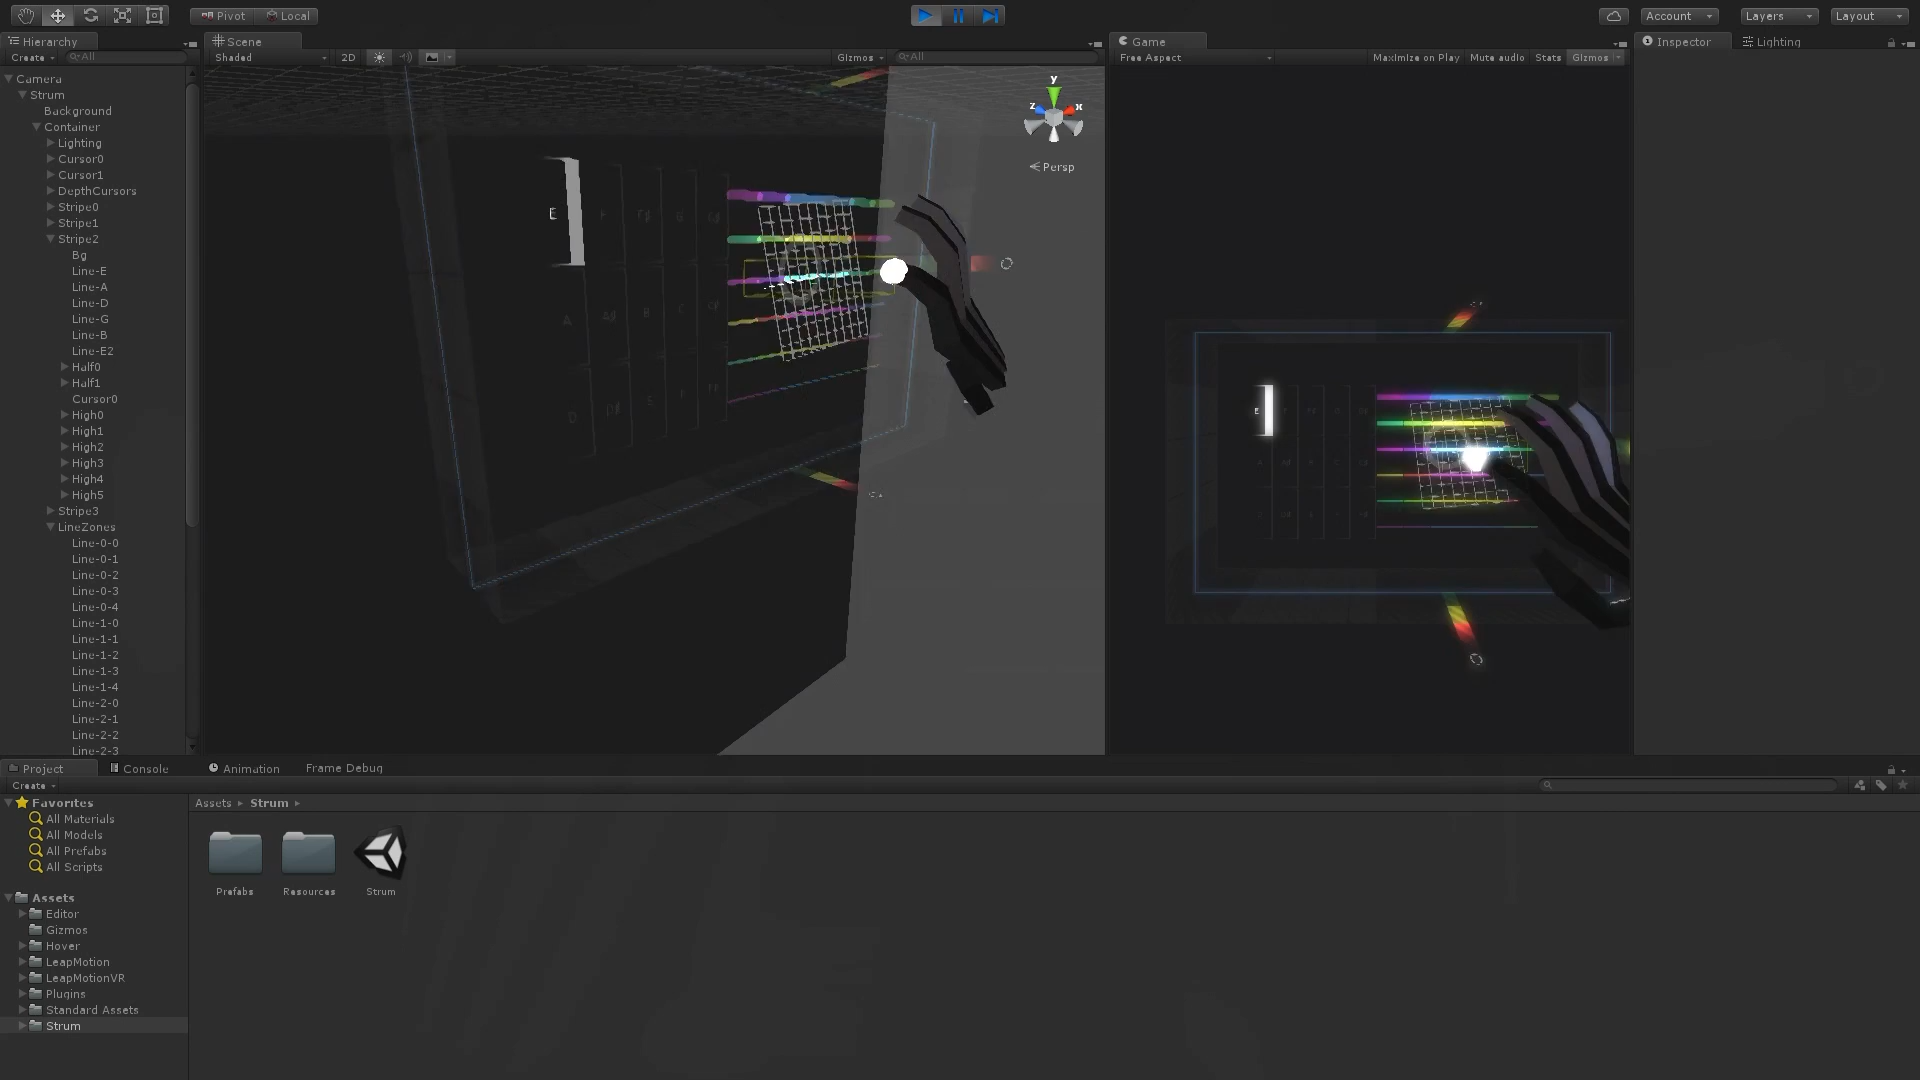 Pivot Local
Account Layers Layout
Hierarchy
Create All
Camera
Strum
Background
Container
Lighting
Cursor0
Cursor1
DepthCursors
Stripe0
Stripe1
Stripe2
Bg
Line-E
Line-A
Line-D
Line-G
Line-B
Line-E2
Half0
Half1
Cursor0
High0
High1
High2
High3
High4
High5
Stripe3
LineZones
Line-0-0
Line-0-1
Line-0-2
Line-0-3
Line-0-4
Line-1-0
Line-1-1
Line-1-2
Line-1-3
Line-1-4
Line-2-0
Line-2-1
Line-2-2
Line-2-3
Scene
Shaded 2D Gizmos All
y
z x
Persp
E F F# G G#
A A# B C
D D# E F F#
Game
Free Aspect Maximize on Play Mute audio Stats Gizmos
E
Inspector Lighting
Project Console Animation Frame Debug
Create
Favorites
All Materials
All Models
All Prefabs
All Scripts
Assets
Editor
Gizmos
Hover
LeapMotion
LeapMotionVR
Plugins
Standard Assets
Strum
Assets Strum
Prefabs Resources Strum